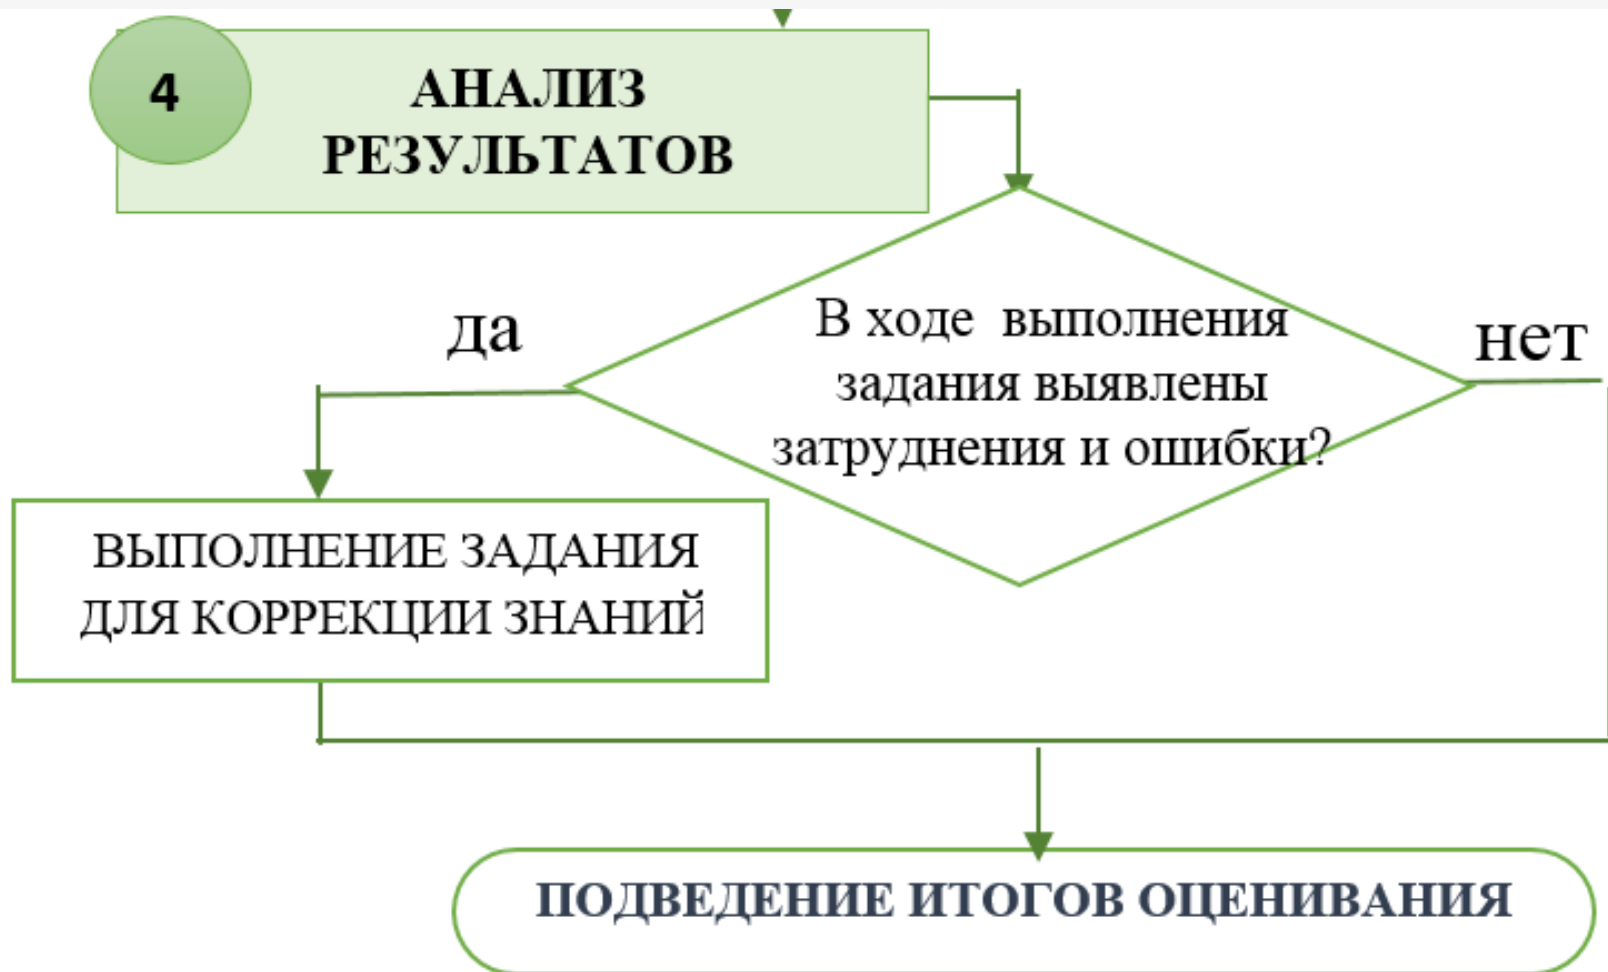 4
АНАЛИЗ
РЕЗУЛЬТАТОВ
да
В ходе выполнения
задания выявлены
затруднения и ошибки?
нет
ВЫПОЛНЕНИЕ ЗАДАНИЯ
ДЛЯ КОРРЕКЦИИ ЗНАНИЙ
ПОДВЕДЕНИЕ ИТОГОВ ОЦЕНИВАНИЯ